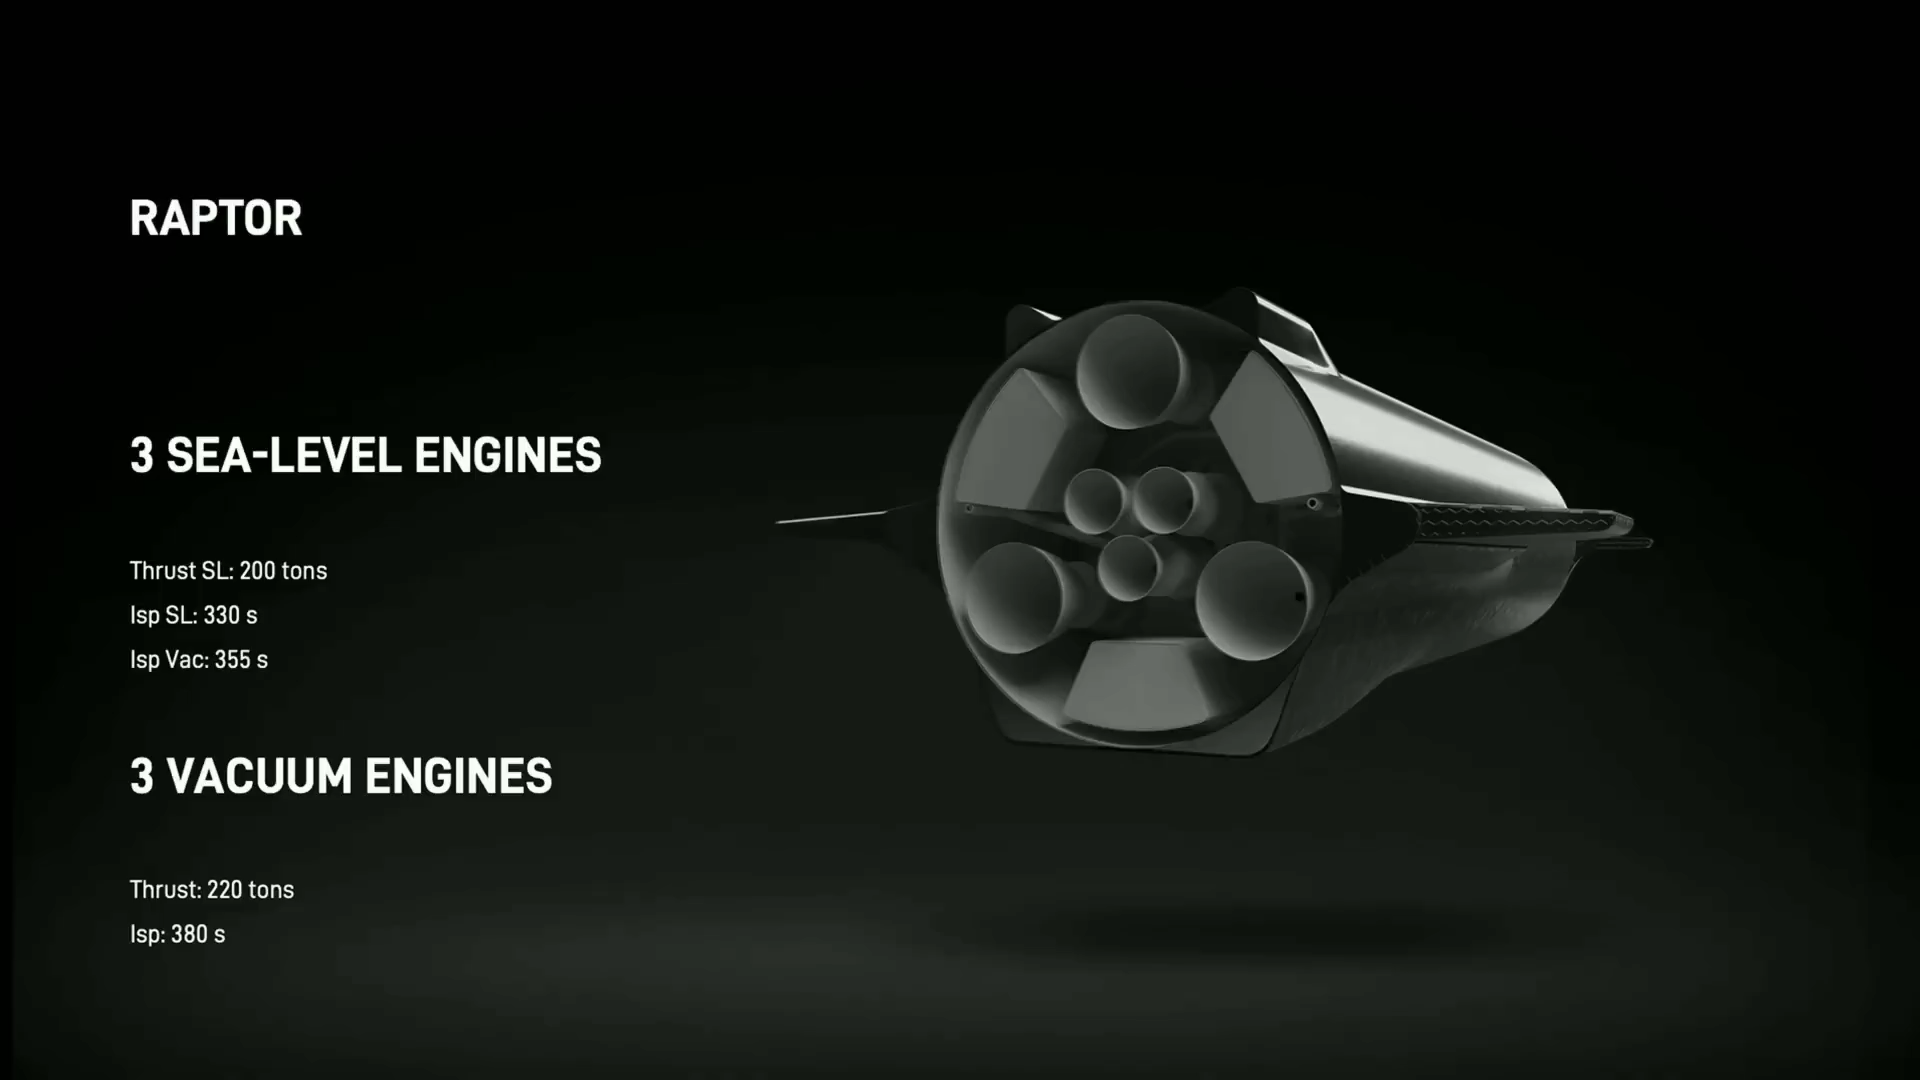 RAPTOR
3 SEA-LEVEL ENGINES
Thrust SL: 200 tons
Isp SL: 330 s
Isp Vac: 355 s
3 VACUUM ENGINES
Thrust: 220 tons
Isp: 380 s